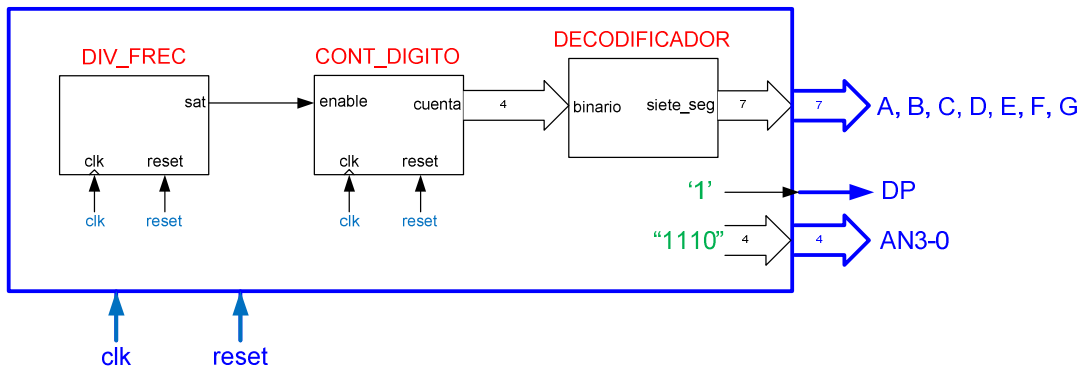 DIV_FREC
sat
clk
reset
clk
reset
CONT_DIGITO
enable
cuenta
clk
reset
clk
reset
4
DECODIFICADOR
binario
siete_seg
7
7
A, B, C, D, E, F, G
‘1’
DP
“1110”
4
4
AN3-0
clk
reset